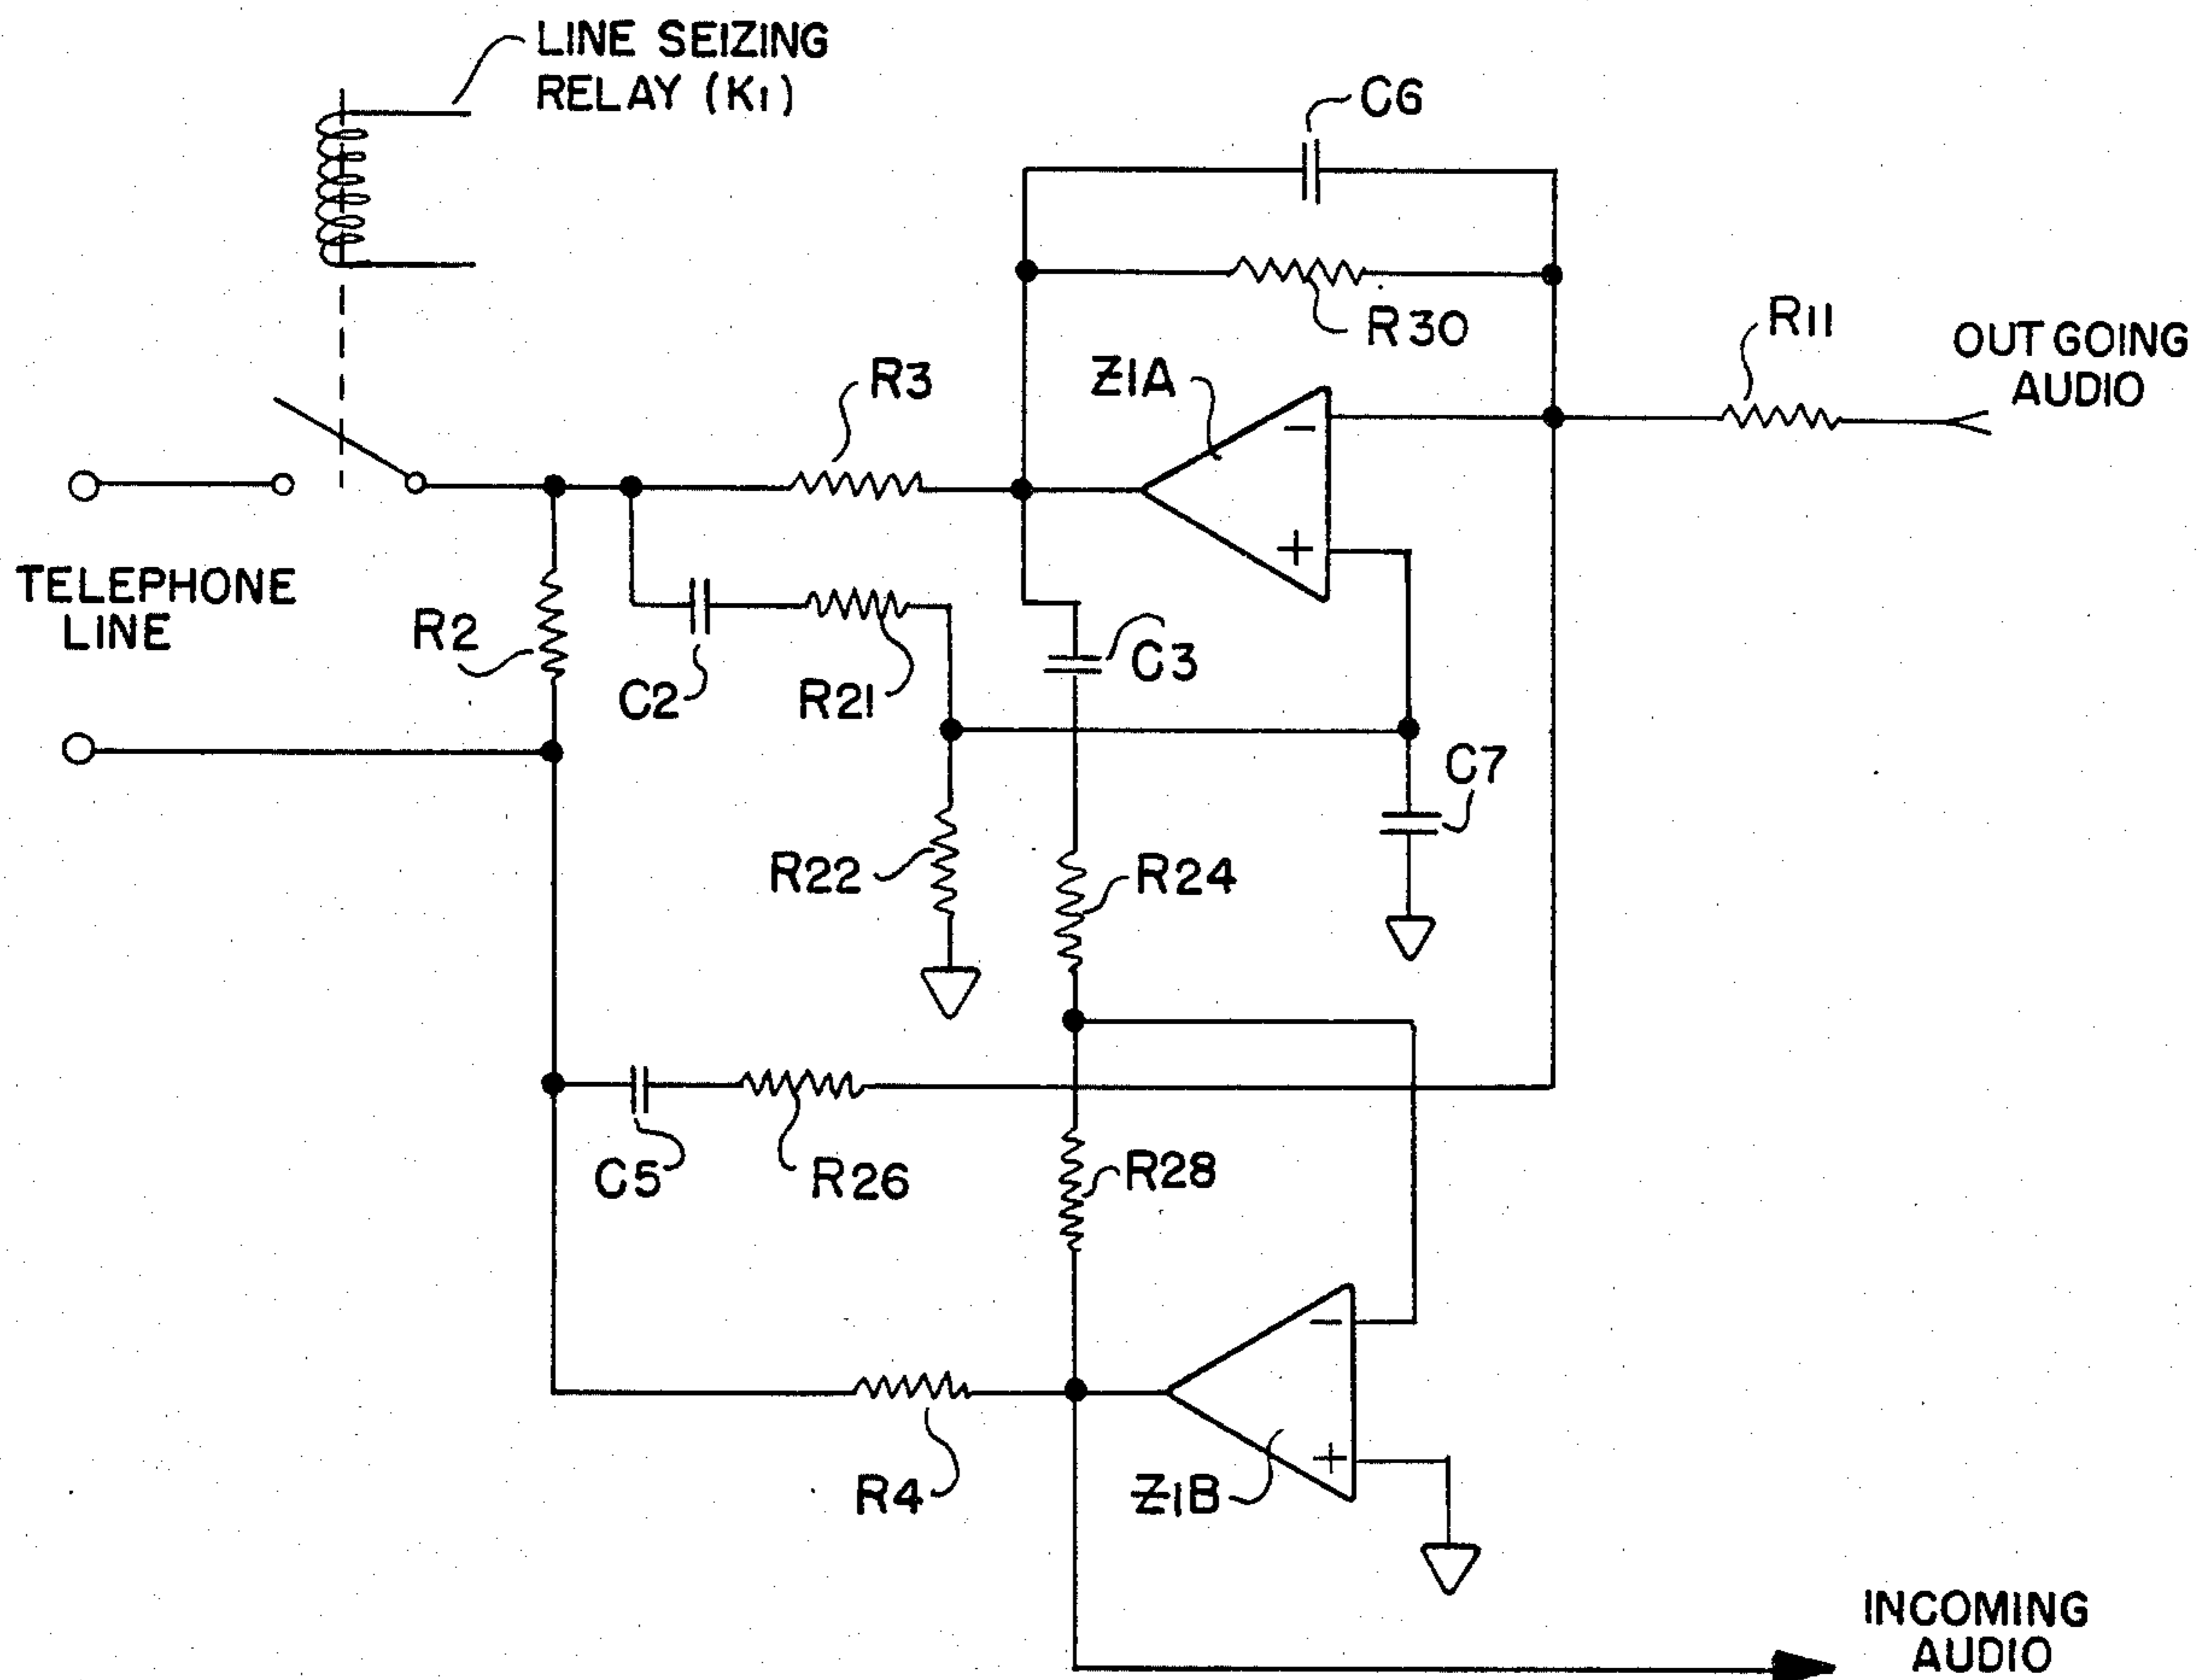 LINE SEIZING
RELAY (K1)
C6
R30
R11
OUT GOING
AUDIO
R3
Z1A
−
+
TELEPHONE
LINE
R2
C2
R21
C3
C7
R22
R24
C5
R26
R28
−
+
R4
Z1B
INCOMING
AUDIO